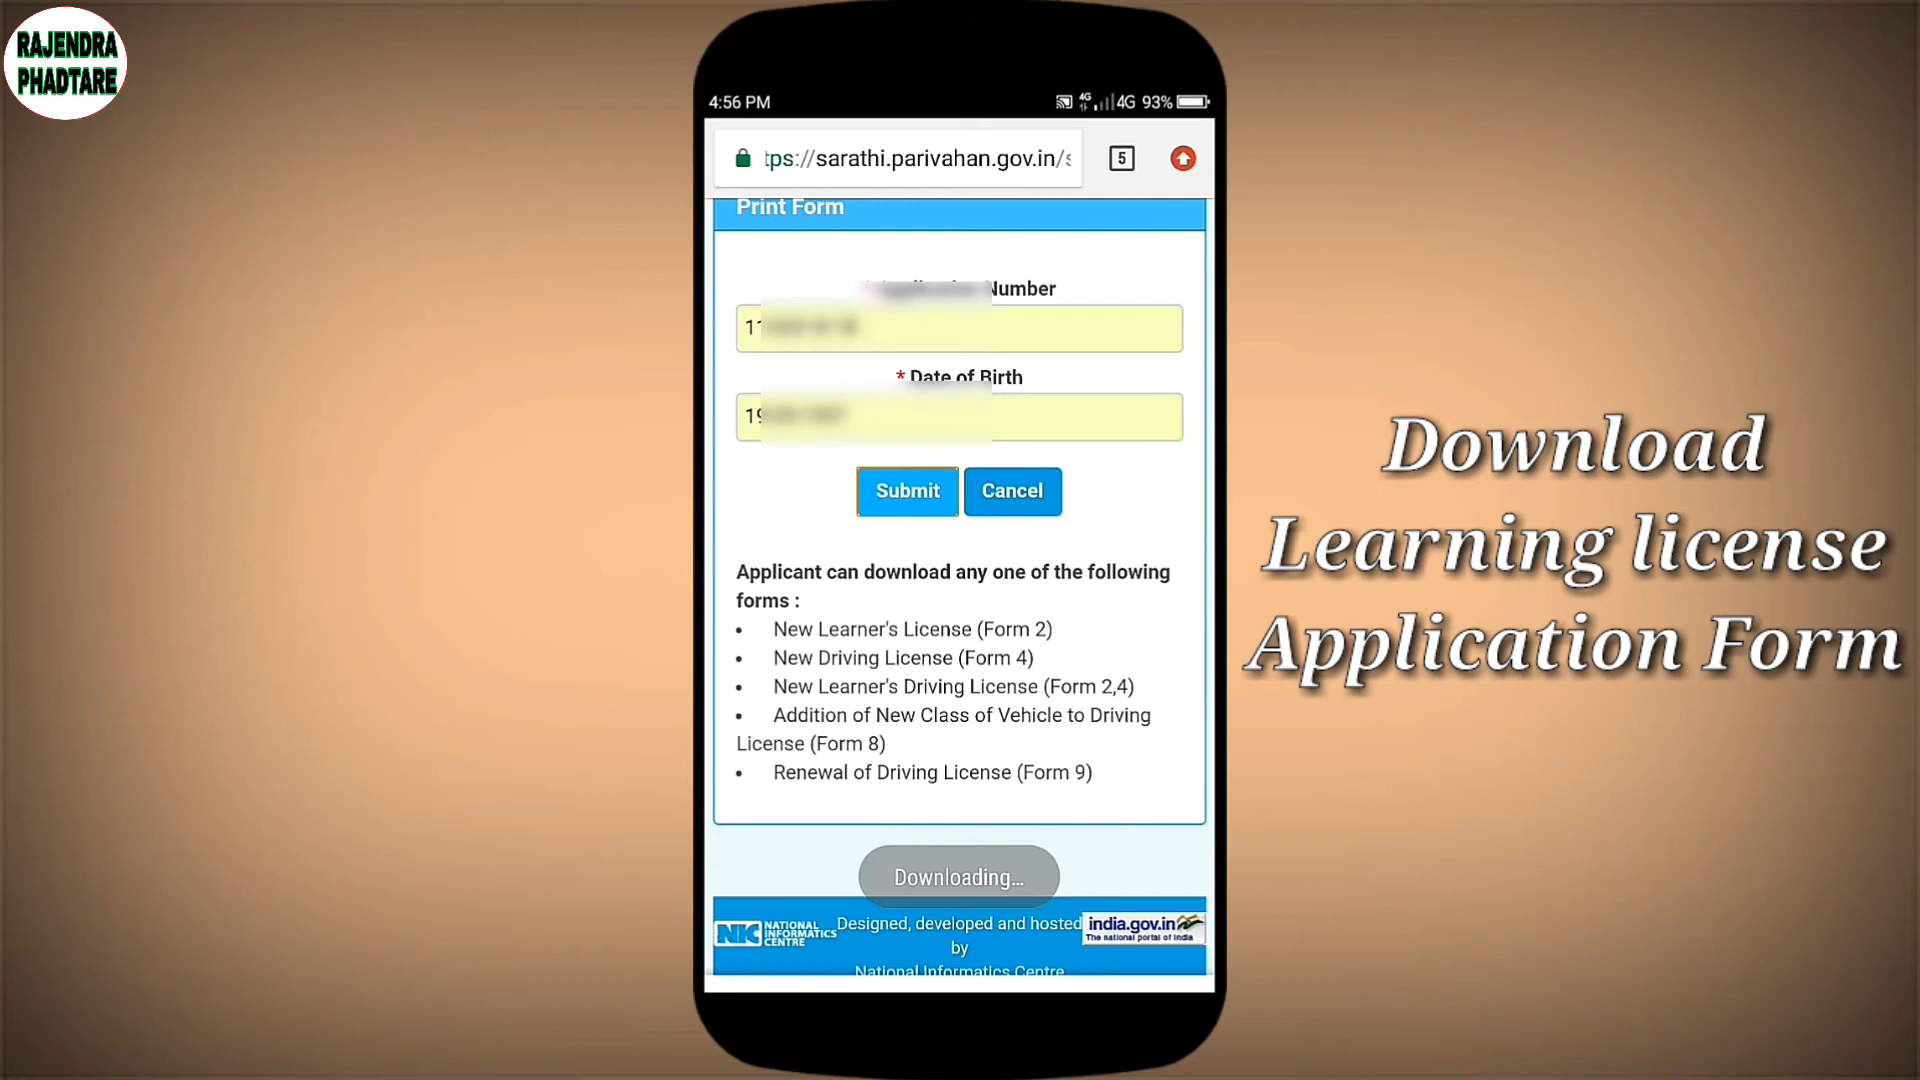 RAJENDRA
PHADTARE
4:56 PM
4G
4G 93%
tps://sarathi.parivahan.gov.in/s
5
Print Form
Number
11
* Date of Birth
19
Submit
Cancel
Applicant can download any one of the following
forms :
• New Learner's License (Form 2)
• New Driving License (Form 4)
• New Learner's Driving License (Form 2,4)
• Addition of New Class of Vehicle to Driving
License (Form 8)
• Renewal of Driving License (Form 9)
Downloading...
NIC NATIONAL
INFORMATICS
CENTRE
Designed, developed and hosted
by
National Informatics Centre
india.gov.in
The national portal of India
Download
Learning license
Application Form